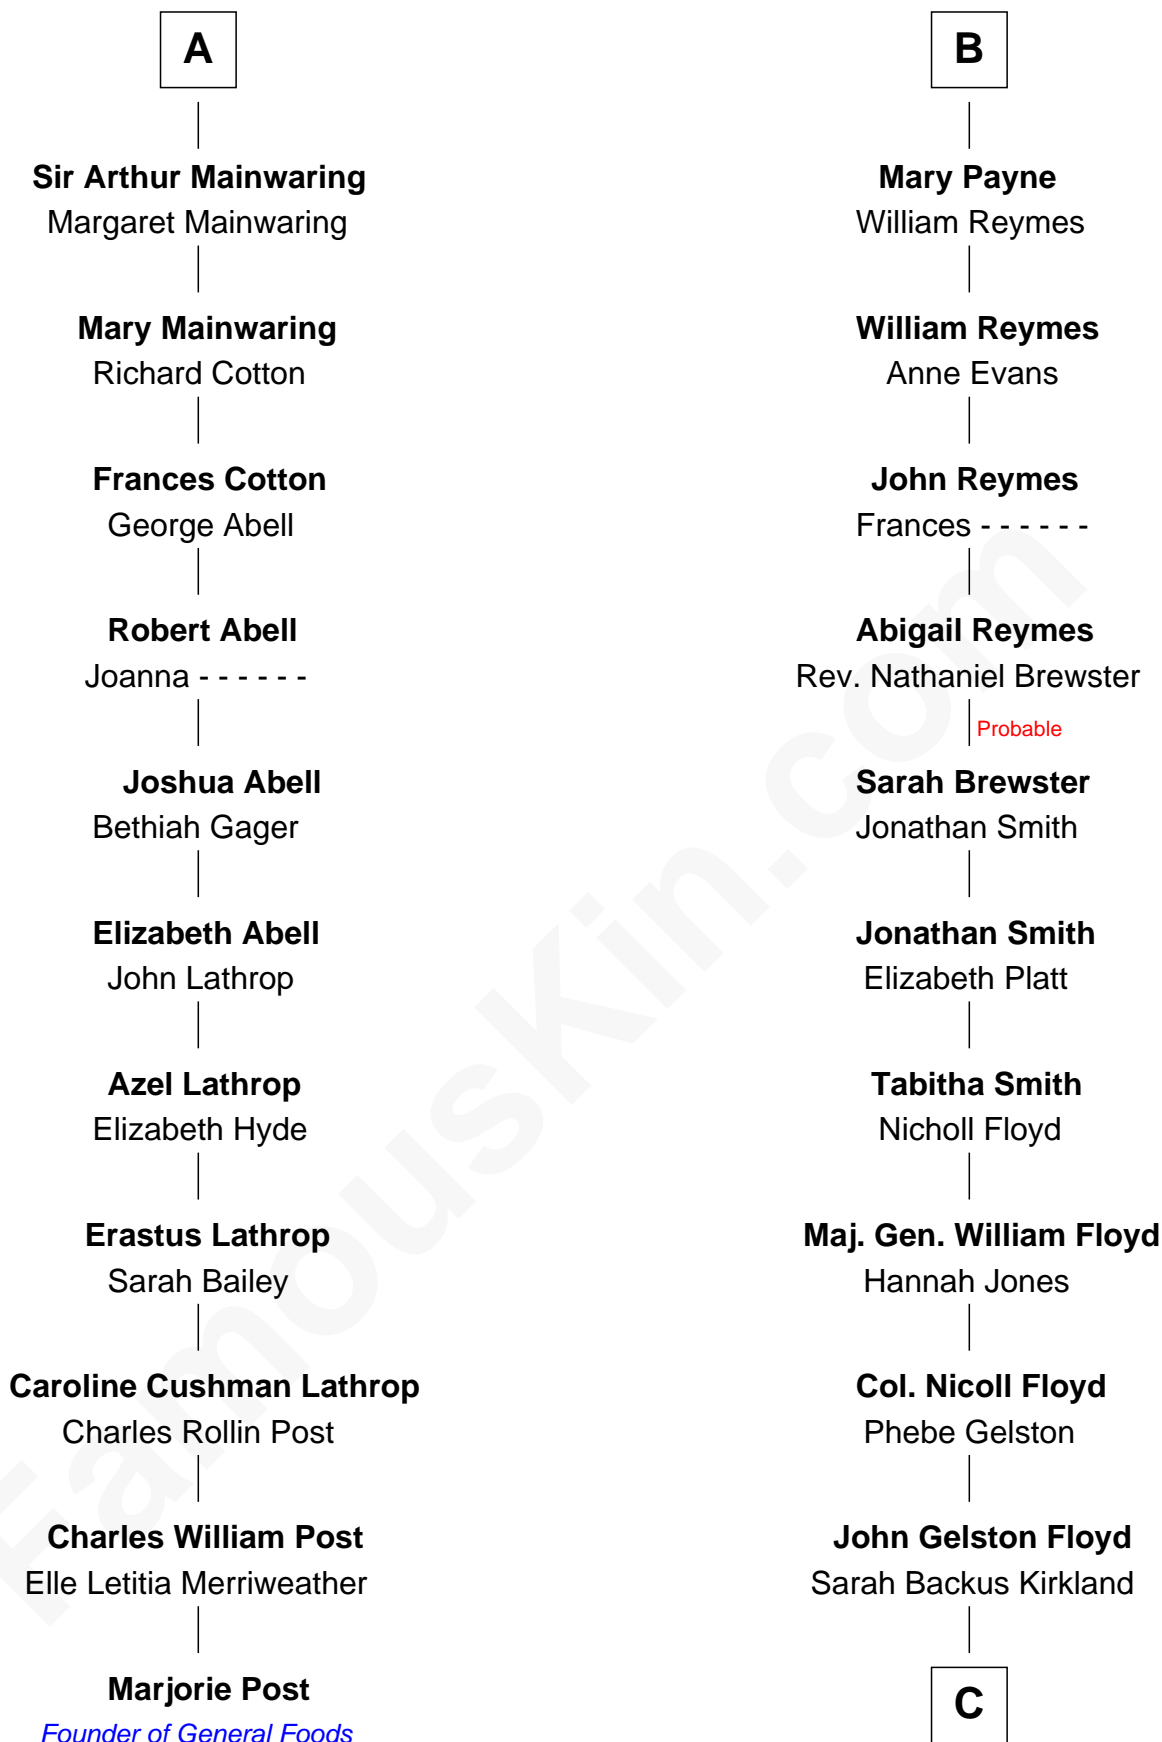 A
Sir Arthur Mainwaring
Margaret Mainwaring
Mary Mainwaring
Richard Cotton
Frances Cotton
George Abell
Robert Abell
Joanna - - - - - -
Joshua Abell
Bethiah Gager
Elizabeth Abell
John Lathrop
Azel Lathrop
Elizabeth Hyde
Erastus Lathrop
Sarah Bailey
Caroline Cushman Lathrop
Charles Rollin Post
Charles William Post
Elle Letitia Merriweather
Marjorie Post
Founder of General Foods
B
Mary Payne
William Reymes
William Reymes
Anne Evans
John Reymes
Frances - - - - - -
Abigail Reymes
Rev. Nathaniel Brewster
Probable
Sarah Brewster
Jonathan Smith
Jonathan Smith
Elizabeth Platt
Tabitha Smith
Nicholl Floyd
Maj. Gen. William Floyd
Hannah Jones
Col. Nicoll Floyd
Phebe Gelston
John Gelston Floyd
Sarah Backus Kirkland
C
FamousKin.com